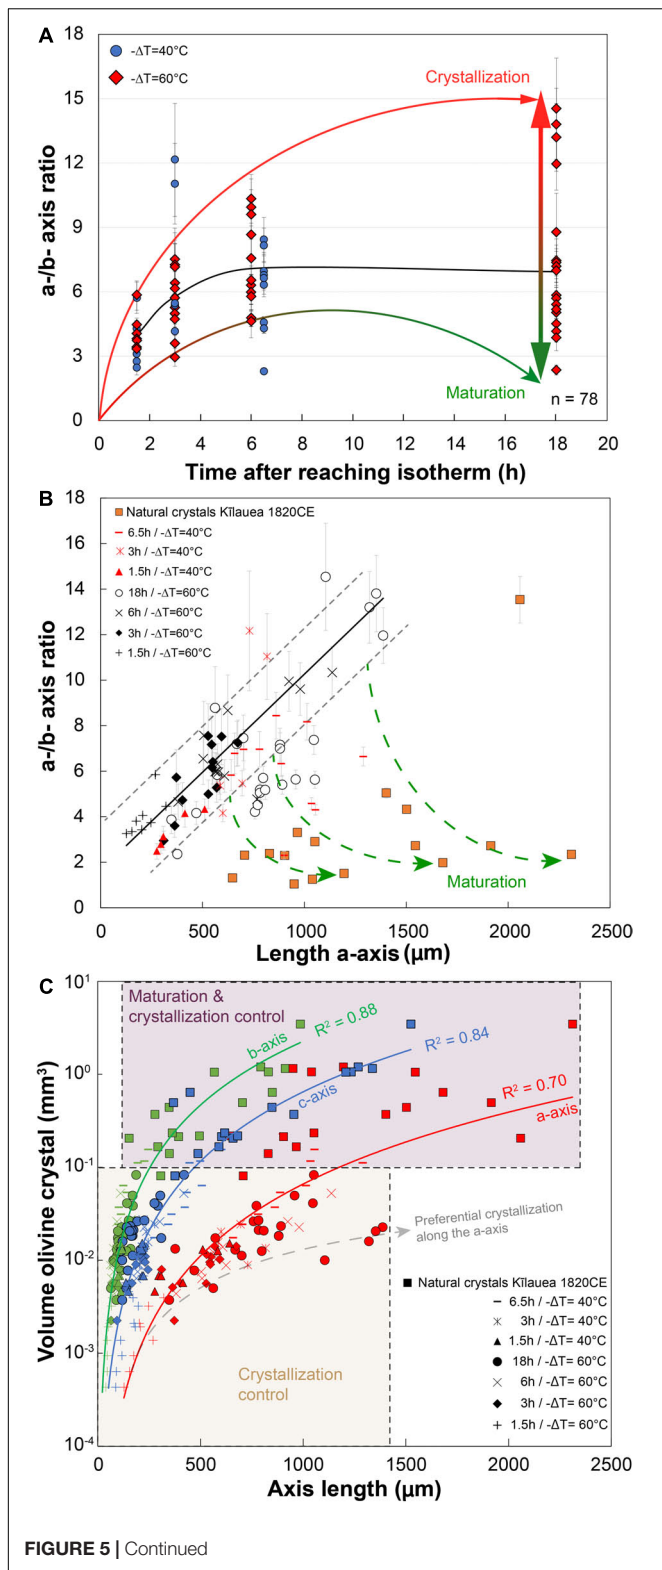 A
-ΔT=40°C
-ΔT=60°C
Crystallization
Maturation
n = 78
18
15
12
9
6
3
0
a-/b- axis ratio
0 2 4 6 8 10 12 14 16 18 20
Time after reaching isotherm (h)
B
Natural crystals Kīlauea 1820CE
6.5h / -ΔT=40°C
3h / -ΔT=40°C
1.5h / -ΔT=40°C
18h / -ΔT=60°C
6h / -ΔT=60°C
3h / -ΔT=60°C
1.5h / -ΔT=60°C
Maturation
18
16
14
12
10
8
6
4
2
0
a-/b- axis ratio
0 500 1000 1500 2000 2500
Length a-axis (µm)
C
Maturation &
crystallization control
b-axis
R² = 0.88
c-axis
R² = 0.84
R² = 0.70
a-axis
Preferential crystallization
along the a-axis
Natural crystals Kīlauea 1820CE
6.5h / -ΔT= 40°C
3h / -ΔT= 40°C
1.5h / -ΔT= 40°C
18h / -ΔT= 60°C
6h / -ΔT= 60°C
3h / -ΔT= 60°C
1.5h / -ΔT= 60°C
Crystallization
control
10¹
10⁰
10⁻¹
10⁻²
10⁻³
10⁻⁴
Volume olivine crystal (mm³)
0 500 1000 1500 2000 2500
Axis length (µm)
FIGURE 5 | Continued